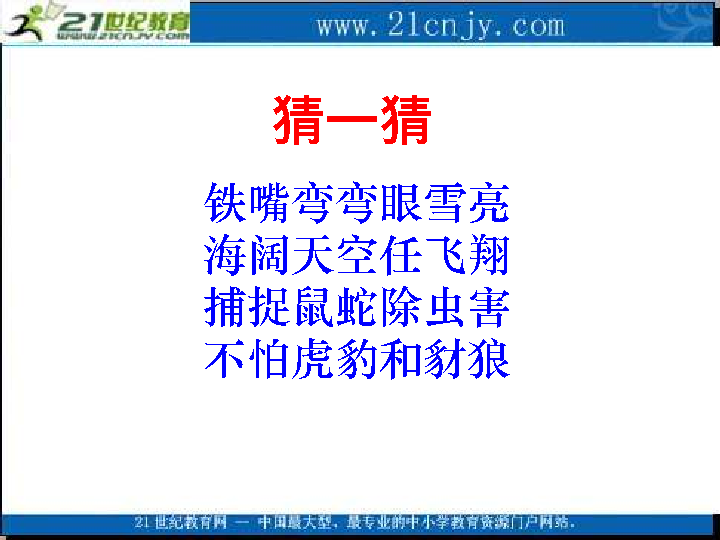 21世纪教育
WWW.21CNJY.COM
www.21cnjy.com
猜一猜
铁嘴弯弯眼雪亮
海阔天空任飞翔
捕捉鼠蛇除虫害
不怕虎豹和豺狼
21世纪教育网 -- 中国最大型、最专业的中小学教育资源门户网站.